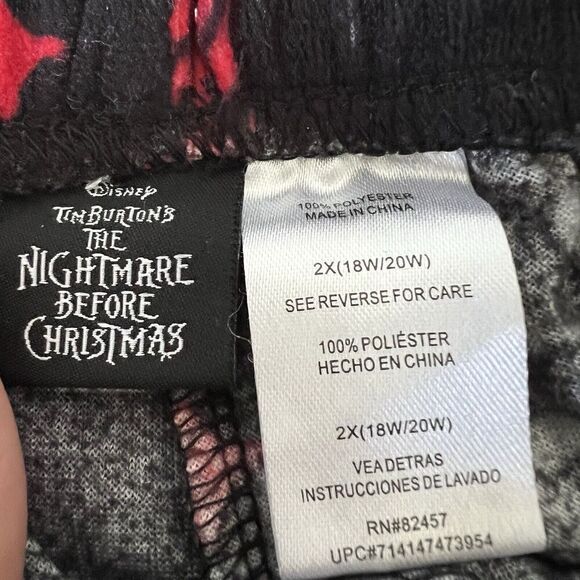 Disney
TIM BURTON'S
THE
NIGHTMARE
BEFORE
CHRISTMAS
100% POLYESTER
MADE IN CHINA
2X(18W/20W)
SEE REVERSE FOR CARE
100% POLIÉSTER
HECHO EN CHINA
2X(18W/20W)
VEA DETRAS
INSTRUCCIONES DE LAVADO
RN#82457
UPC#714147473954